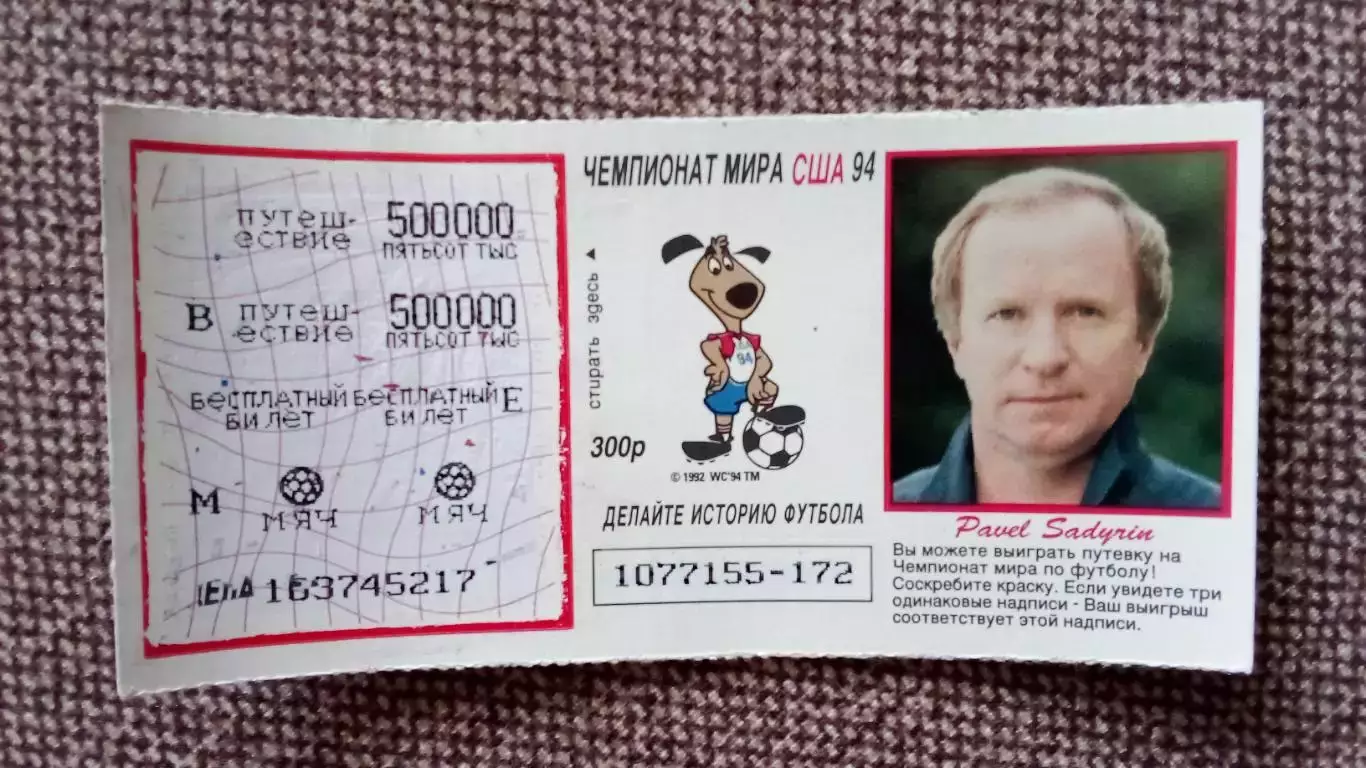 ПУТЕШ- 500000
ЕСТВИЕ ПЯТЬСОТ ТЫС
В ПУТЕШ- 500000
ЕСТВИЕ ПЯТЬСОТ ТЫС
БЕСПЛАТНЫЙ БЕСПЛАТНЫЙ Е
БИЛЕТ БИЛЕТ
М
МЯЧ МЯЧ
163745217
стирать здесь
ЧЕМПИОНАТ МИРА США 94
94
300р
© 1992 WC'94 TM
ДЕЛАЙТЕ ИСТОРИЮ ФУТБОЛА
1077155-172
Pavel Sadyrin
Вы можете выиграть путевку на
Чемпионат мира по футболу!
Соскребите краску. Если увидете три
одинаковые надписи - Ваш выигрыш
соответствует этой надписи.